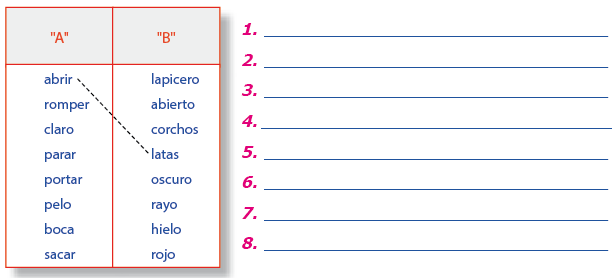 "A" "B"
abrir lapicero
romper abierto
claro corchos
parar latas
portar oscuro
pelo rayo
boca hielo
sacar rojo
1.
2.
3.
4.
5.
6.
7.
8.